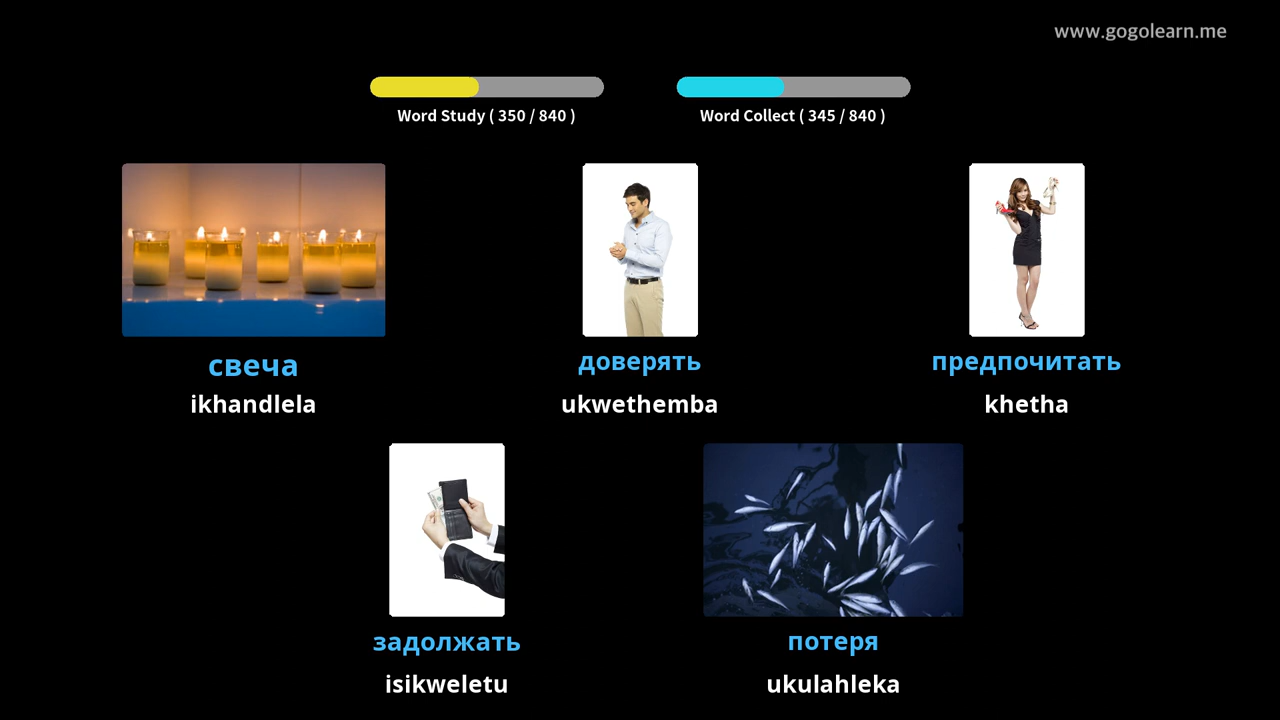 www.gogolearn.me
Word Study ( 350 / 840 )
Word Collect ( 345 / 840 )
свеча
ikhandlela
доверять
ukwethemba
предпочитать
khetha
задолжать
isikweletu
потеря
ukulahleka